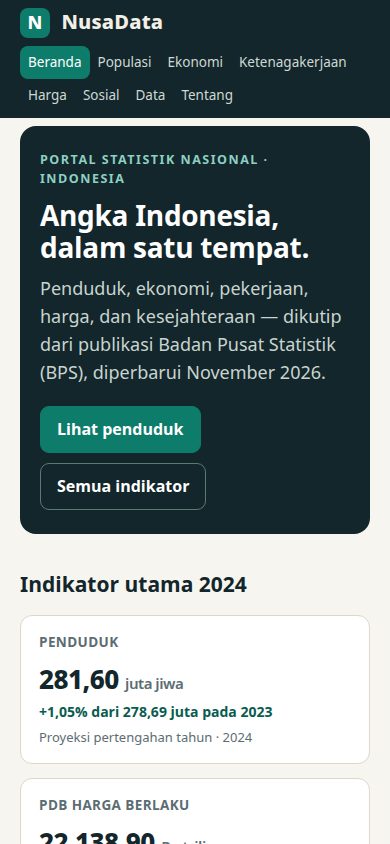 N NusaData
Beranda Populasi Ekonomi Ketenagakerjaan
Harga Sosial Data Tentang
PORTAL STATISTIK NASIONAL ·
INDONESIA
Angka Indonesia,
dalam satu tempat.
Penduduk, ekonomi, pekerjaan,
harga, dan kesejahteraan — dikutip
dari publikasi Badan Pusat Statistik
(BPS), diperbarui November 2026.
Lihat penduduk
Semua indikator
Indikator utama 2024
PENDUDUK
281,60 juta jiwa
+1,05% dari 278,69 juta pada 2023
Proyeksi pertengahan tahun · 2024
PDB HARGA BERLAKU
22.138,90